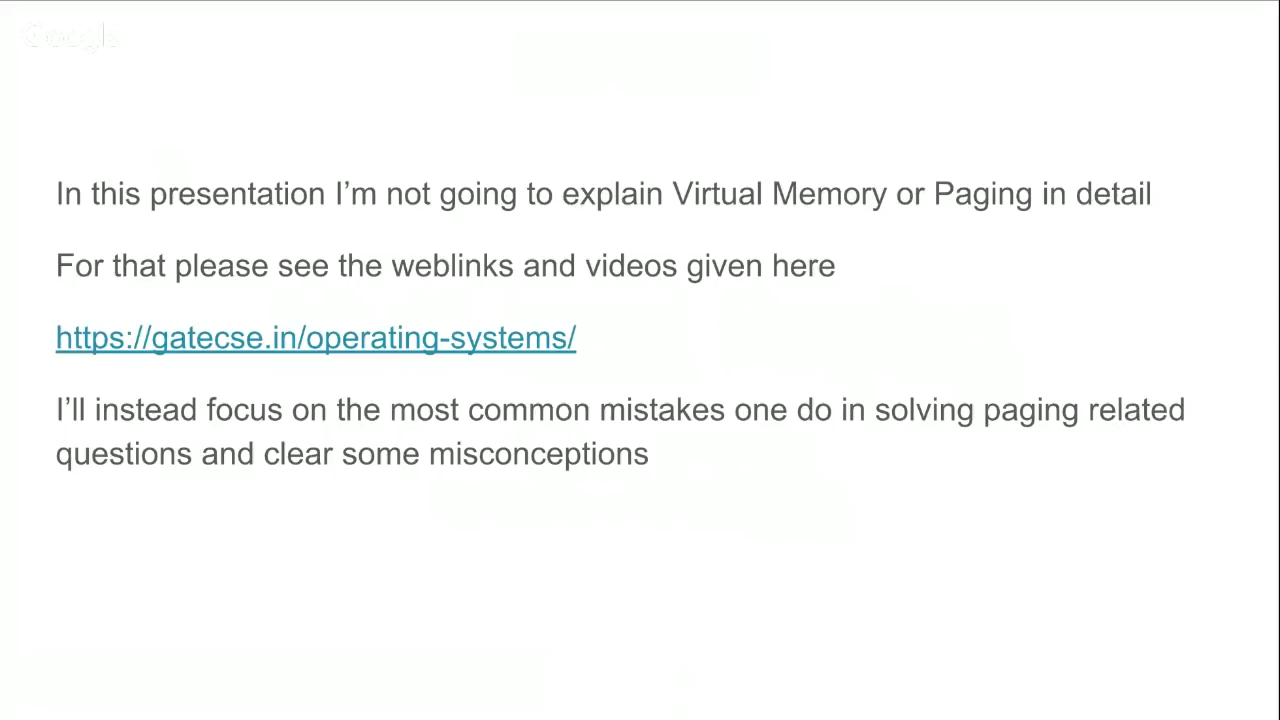 Google
In this presentation I’m not going to explain Virtual Memory or Paging in detail
For that please see the weblinks and videos given here
https://gatecse.in/operating-systems/
I’ll instead focus on the most common mistakes one do in solving paging related
questions and clear some misconceptions